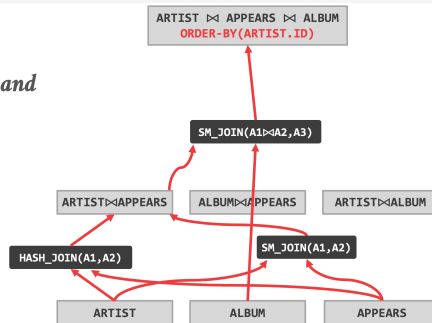 ARTIST ⋈ APPEARS ⋈ ALBUM
ORDER-BY(ARTIST.ID)
and
SM_JOIN(A1⋈A2,A3)
ARTIST⋈APPEARS
ALBUM⋈APPEARS
ARTIST⋈ALBUM
HASH_JOIN(A1,A2)
SM_JOIN(A1,A2)
ARTIST
ALBUM
APPEARS